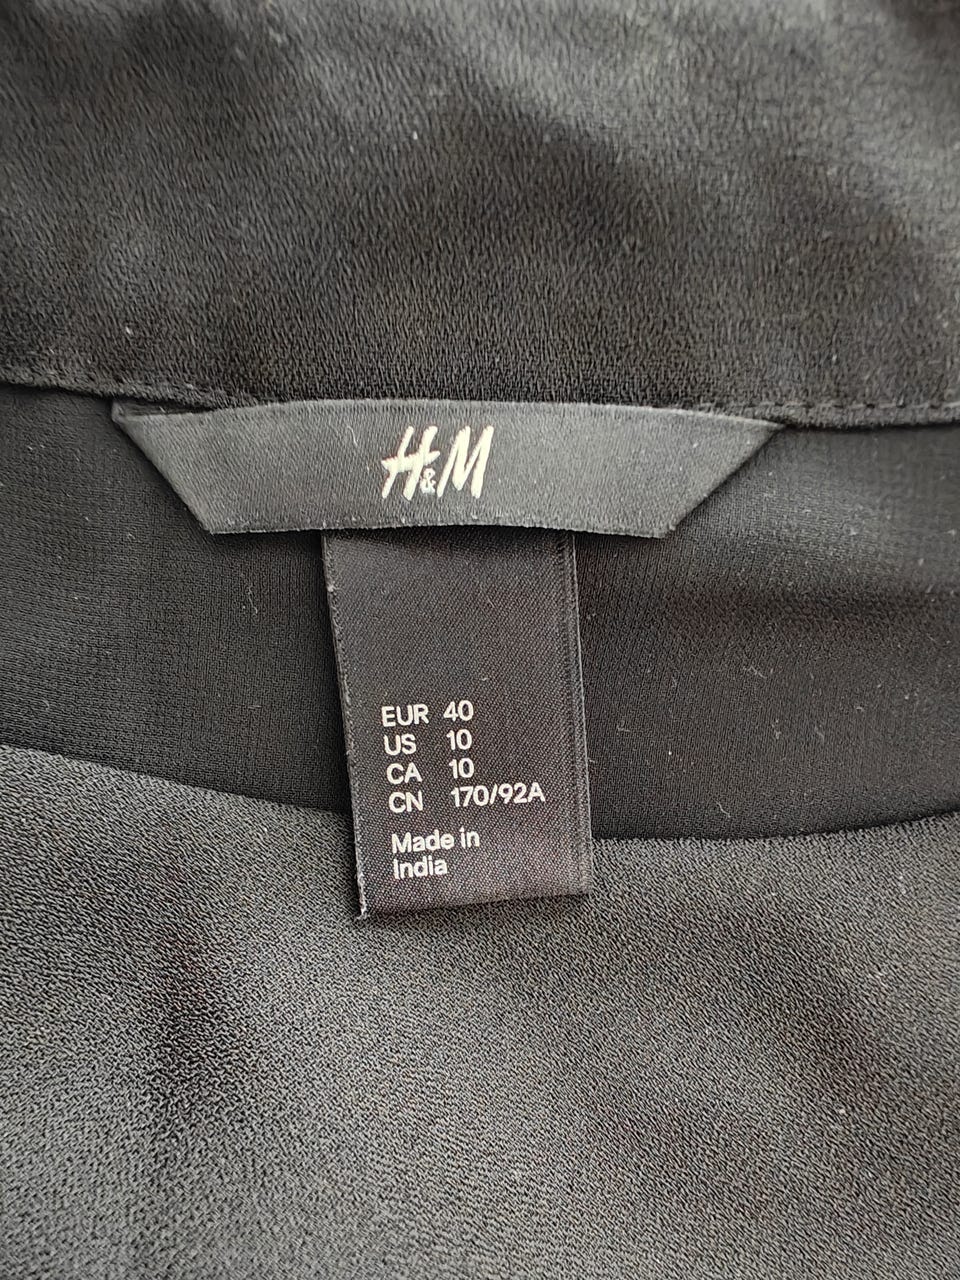 H&M
EUR 40
US 10
CA 10
CN 170/92A
Made in
India